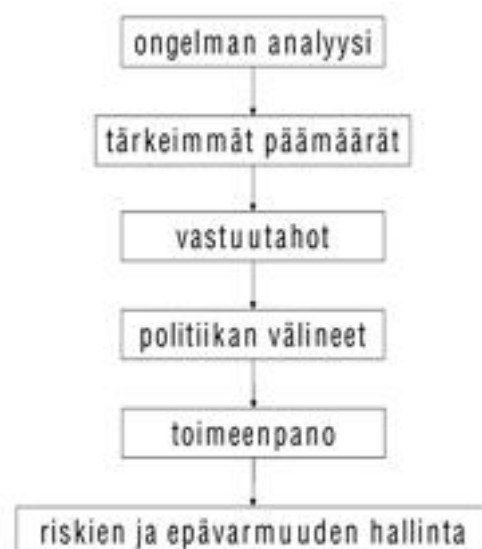 ongelman analyysi
tärkeimmät päämäärät
vastuutahot
politiikan välineet
toimeenpano
riskien ja epävarmuuden hallinta